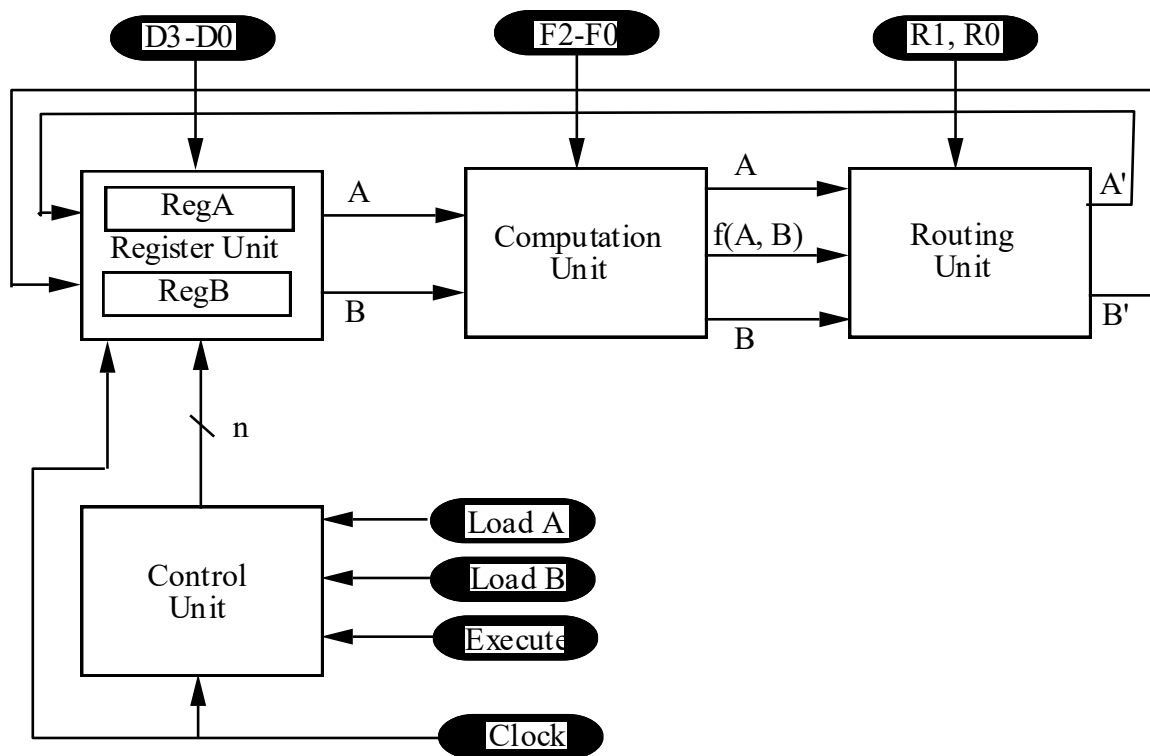 D3-D0
F2-F0
R1, R0
RegA
Register Unit
RegB
A
B
Computation
Unit
A
f(A, B)
B
Routing
Unit
A'
B'
n
Control
Unit
Load A
Load B
Execute
Clock